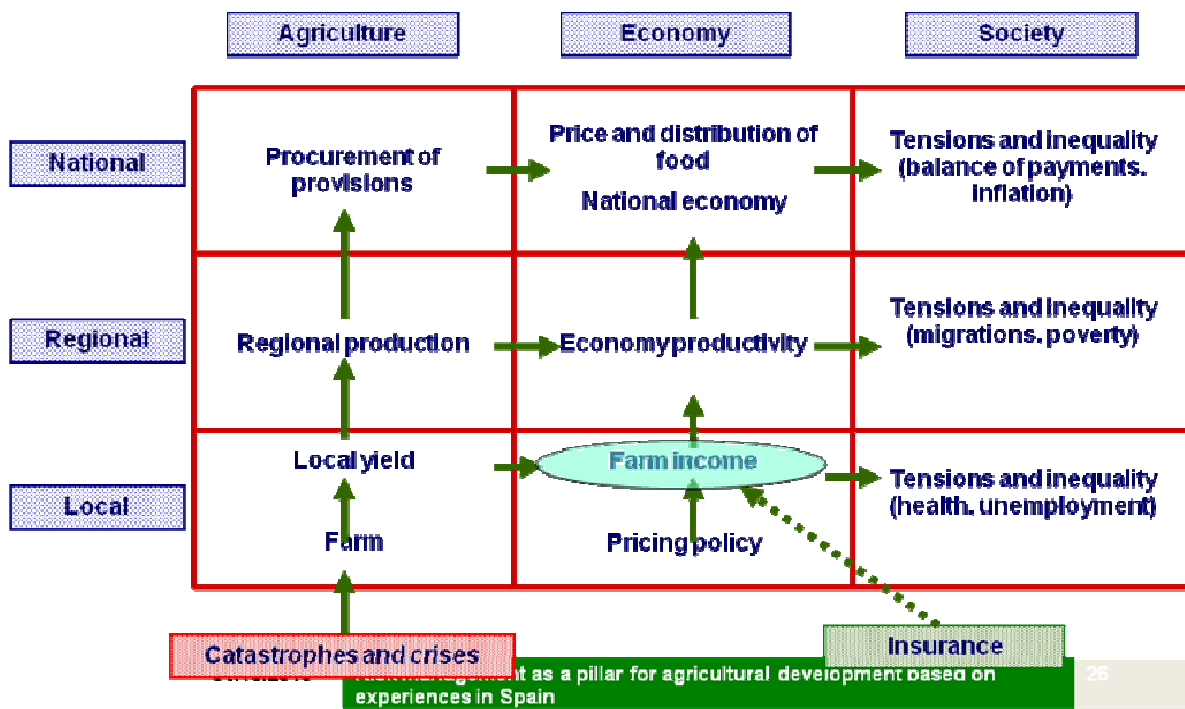 Agriculture
Economy
Society
National
Procurement of
provisions
Price and distribution of
food
National economy
Tensions and inequality
(balance of payments.
inflation)
Regional
Regional production
Economy productivity
Tensions and inequality
(migrations. poverty)
Local
Local yield
Farm
Farm income
Pricing policy
Tensions and inequality
(health. unemployment)
Catastrophes and crises
Insurance
as a pillar for agricultural development based on
experiences in Spain
26